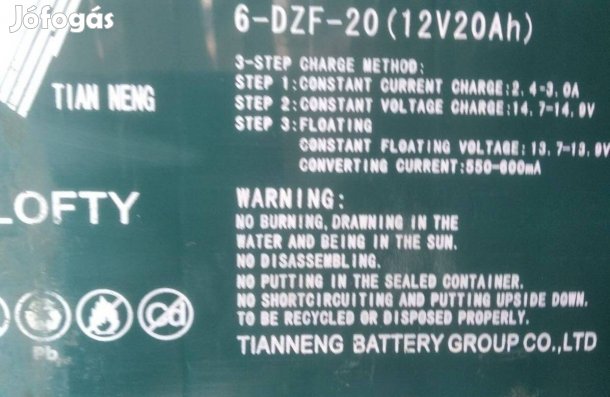 Jófogás
6-DZF-20(12V20Ah)
3-STEP CHARGE METHOD:
STEP 1:CONSTANT CURRENT CHARGE:2.4-3.0A
STEP 2:CONSTANT VOLTAGE CHARGE:14.7-14.9V
STEP 3:FLOATING
CONSTANT FLOATING VOLTAGE:13.7-13.9V
CONVERTING CURRENT:550-600mA
TIAN NENG
LOFTY
WARNING:
NO BURNING, DRAWNING IN THE
WATER AND BEING IN THE SUN.
NO DISASSEMBLING.
NO PUTTING IN THE SEALED CONTAINER.
NO SHORTCIRCUITING AND PUTTING UPSIDE DOWN.
TO BE RECYCLED OR DISPOSED PROPERLY.
Cd
Pb
TIANNENG BATTERY GROUP CO.,LTD